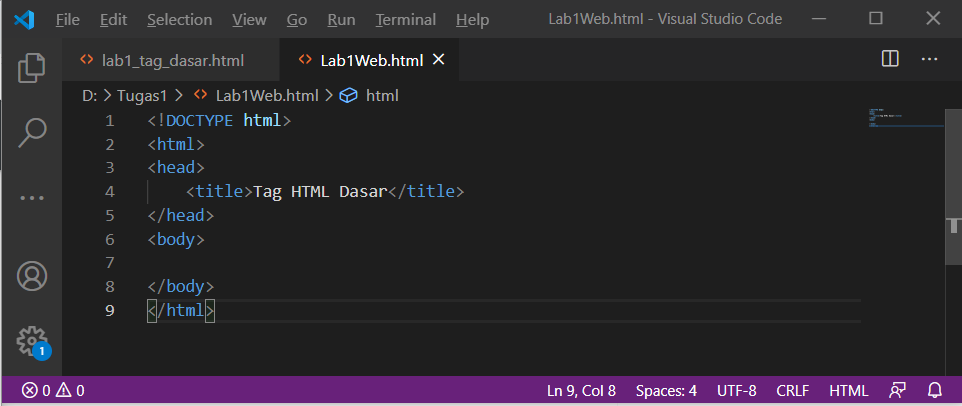 File Edit Selection View Go Run Terminal Help Lab1Web.html - Visual Studio Code
lab1_tag_dasar.html Lab1Web.html
D: > Tugas1 > Lab1Web.html > html
1 <!DOCTYPE html>
2 <html>
3 <head>
4 <title>Tag HTML Dasar</title>
5 </head>
6 <body>
7
8 </body>
9 </html>
1
0 0 Ln 9, Col 8 Spaces: 4 UTF-8 CRLF HTML